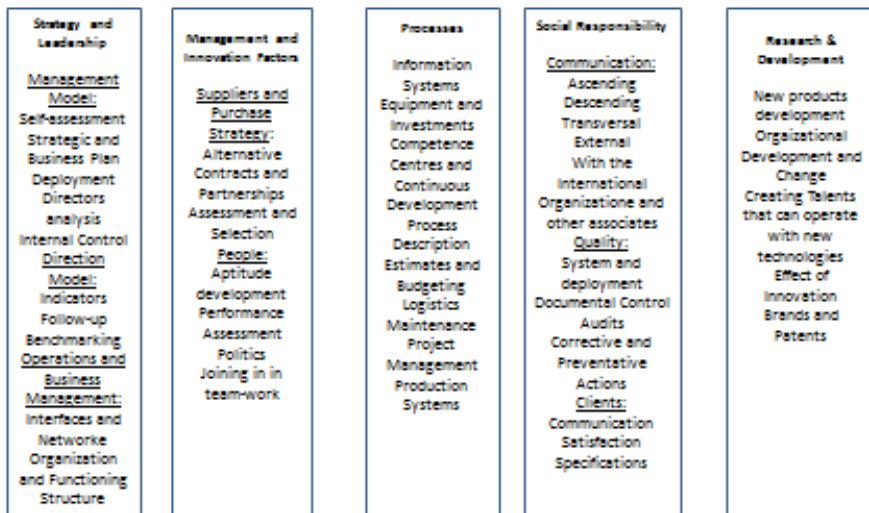 Strategy and
Leadership
Management
Model:
Self-assessment
Strategic and
Business Plan
Deployment
Directors
analysis
Internal Control
Direction
Model:
Indicators
Follow-up
Benchmarking
Operations and
Business
Management:
Interfaces and
Networke
Organization
and Functioning
Structure
Management and
Innovation Factors
Suppliers and
Purchase
Strategy:
Alternative
Contracts and
Partnerships
Assessment and
Selection
People:
Aptitude
development
Performance
Assessment
Politics
Joining in in
team-work
Processes
Information
Systems
Equipment and
Investments
Competence
Centres and
Continuous
Development
Process
Description
Estimates and
Budgeting
Logistics
Maintenance
Project
Management
Production
Systems
Social Responsibility
Communication:
Ascending
Descending
Transversal
External
With the
International
Organizatione and
other associates
Quality:
System and
deployment
Documental Control
Audits
Corrective and
Preventative
Actions
Clients:
Communication
Satisfaction
Specifications
Research &
Development
New products
development
Orgaizational
Development and
Change
Creating Talents
that can operate
with new
technologies
Effect of
Innovation
Brands and
Patents